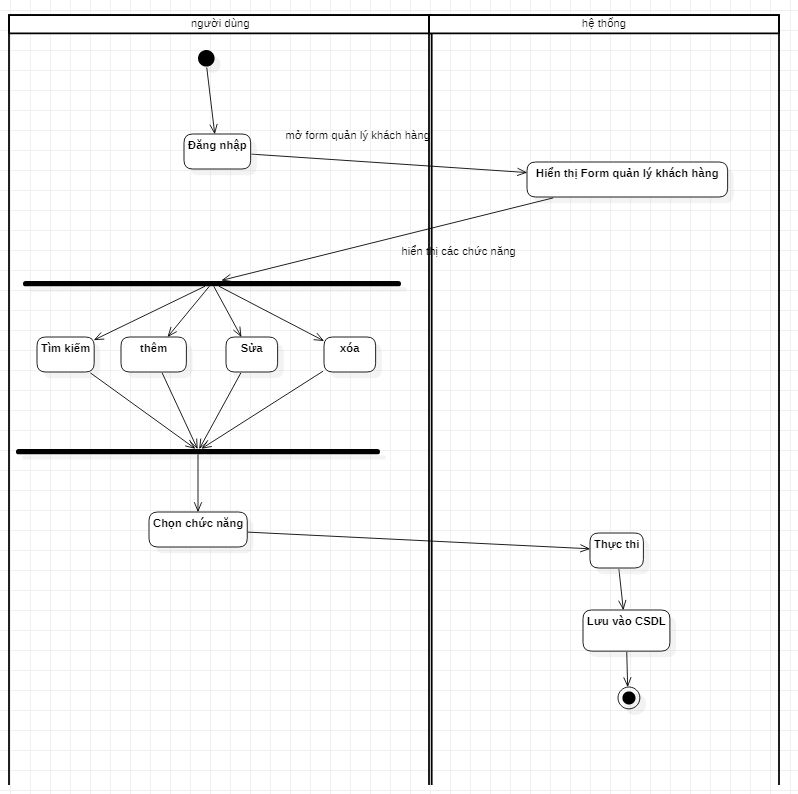 người dùng
hệ thống
Đăng nhập
mở form quản lý khách hàng
Hiển thị Form quản lý khách hàng
hiển thị các chức năng
Tìm kiếm
thêm
Sửa
xóa
Chọn chức năng
Thực thi
Lưu vào CSDL